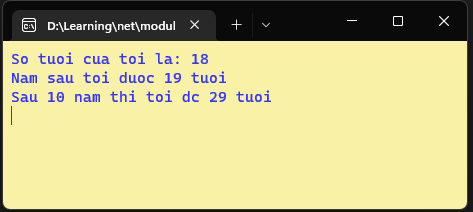 D:\Learning\net\modul
So tuoi cua toi la: 18
Nam sau toi duoc 19 tuoi
Sau 10 nam thi toi dc 29 tuoi